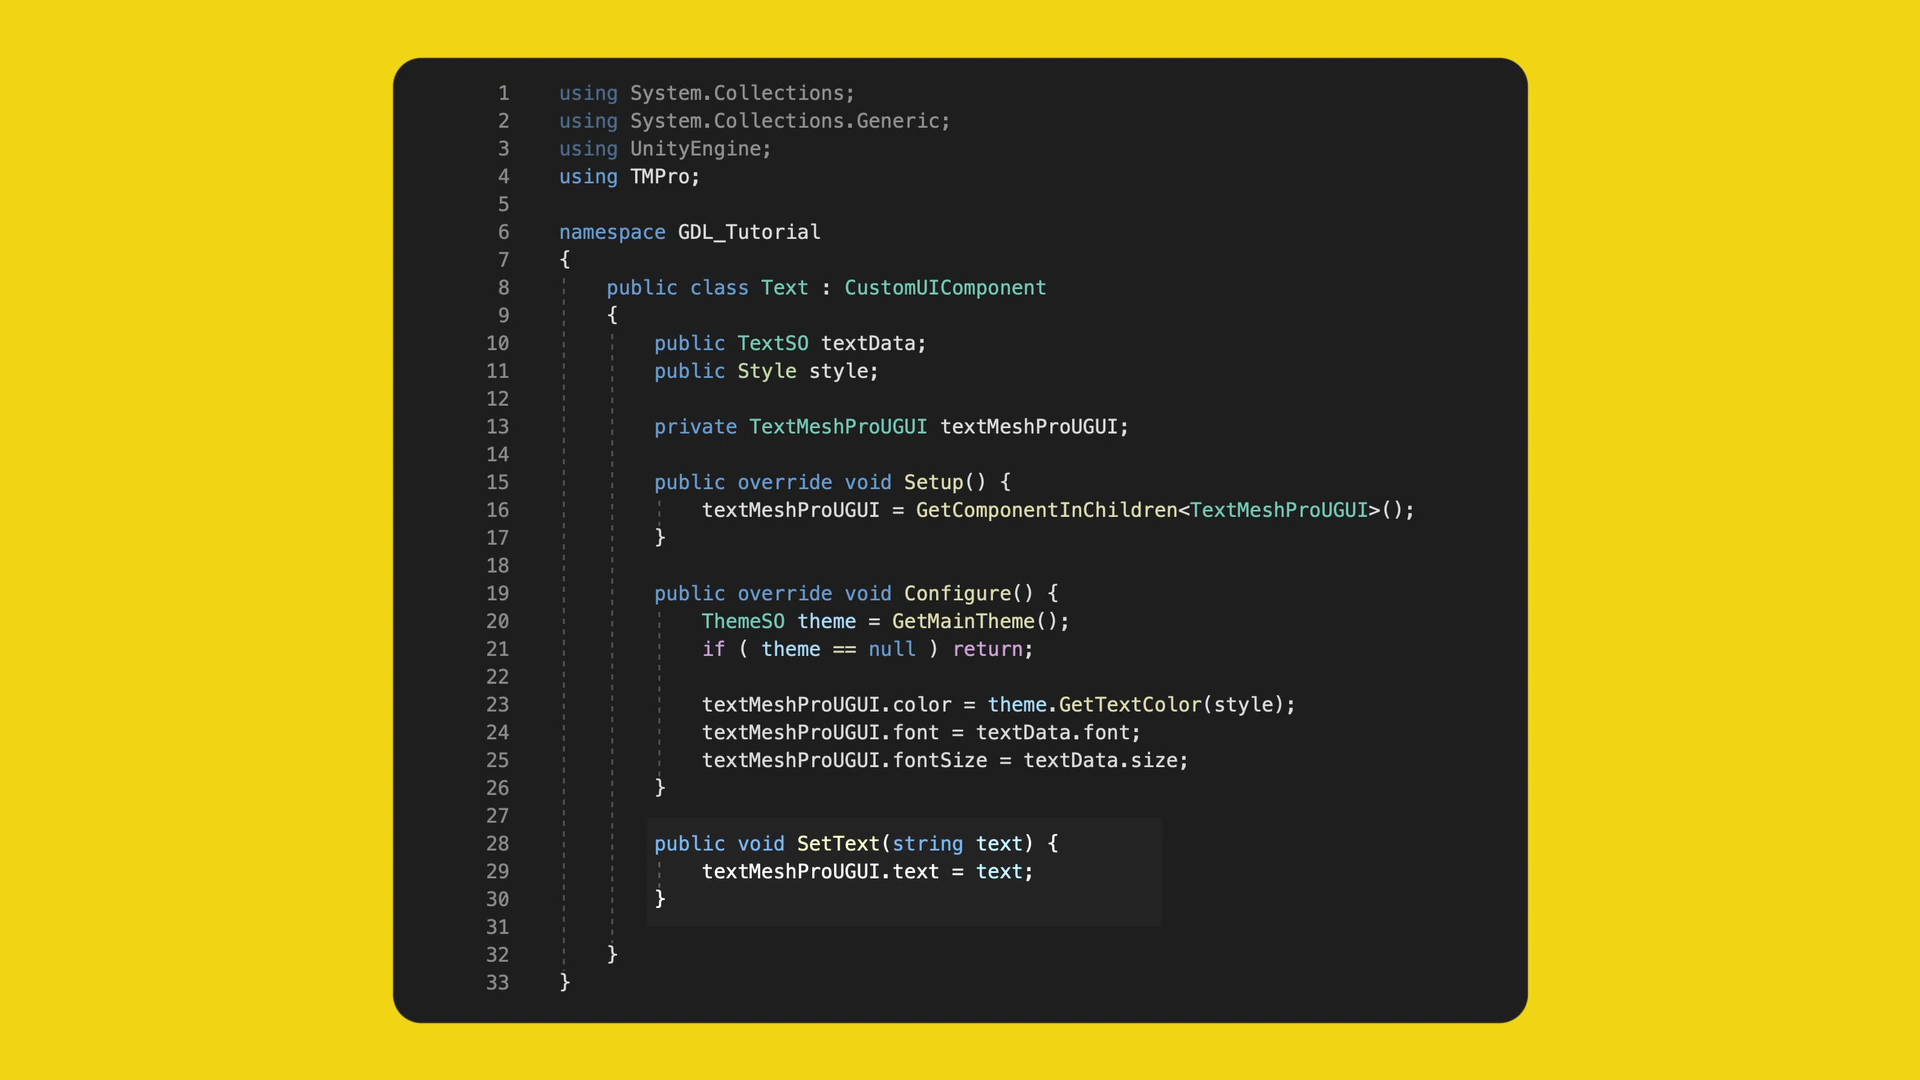 1 using System.Collections;
2 using System.Collections.Generic;
3 using UnityEngine;
4 using TMPro;
5
6 namespace GDL_Tutorial
7 {
8     public class Text : CustomUIComponent
9     {
10         public TextSO textData;
11         public Style style;
12
13         private TextMeshProUGUI textMeshProUGUI;
14
15         public override void Setup() {
16             textMeshProUGUI = GetComponentInChildren<TextMeshProUGUI>();
17         }
18
19         public override void Configure() {
20             ThemeSO theme = GetMainTheme();
21             if ( theme == null ) return;
22
23             textMeshProUGUI.color = theme.GetTextColor(style);
24             textMeshProUGUI.font = textData.font;
25             textMeshProUGUI.fontSize = textData.size;
26         }
27
28         public void SetText(string text) {
29             textMeshProUGUI.text = text;
30         }
31
32     }
33 }